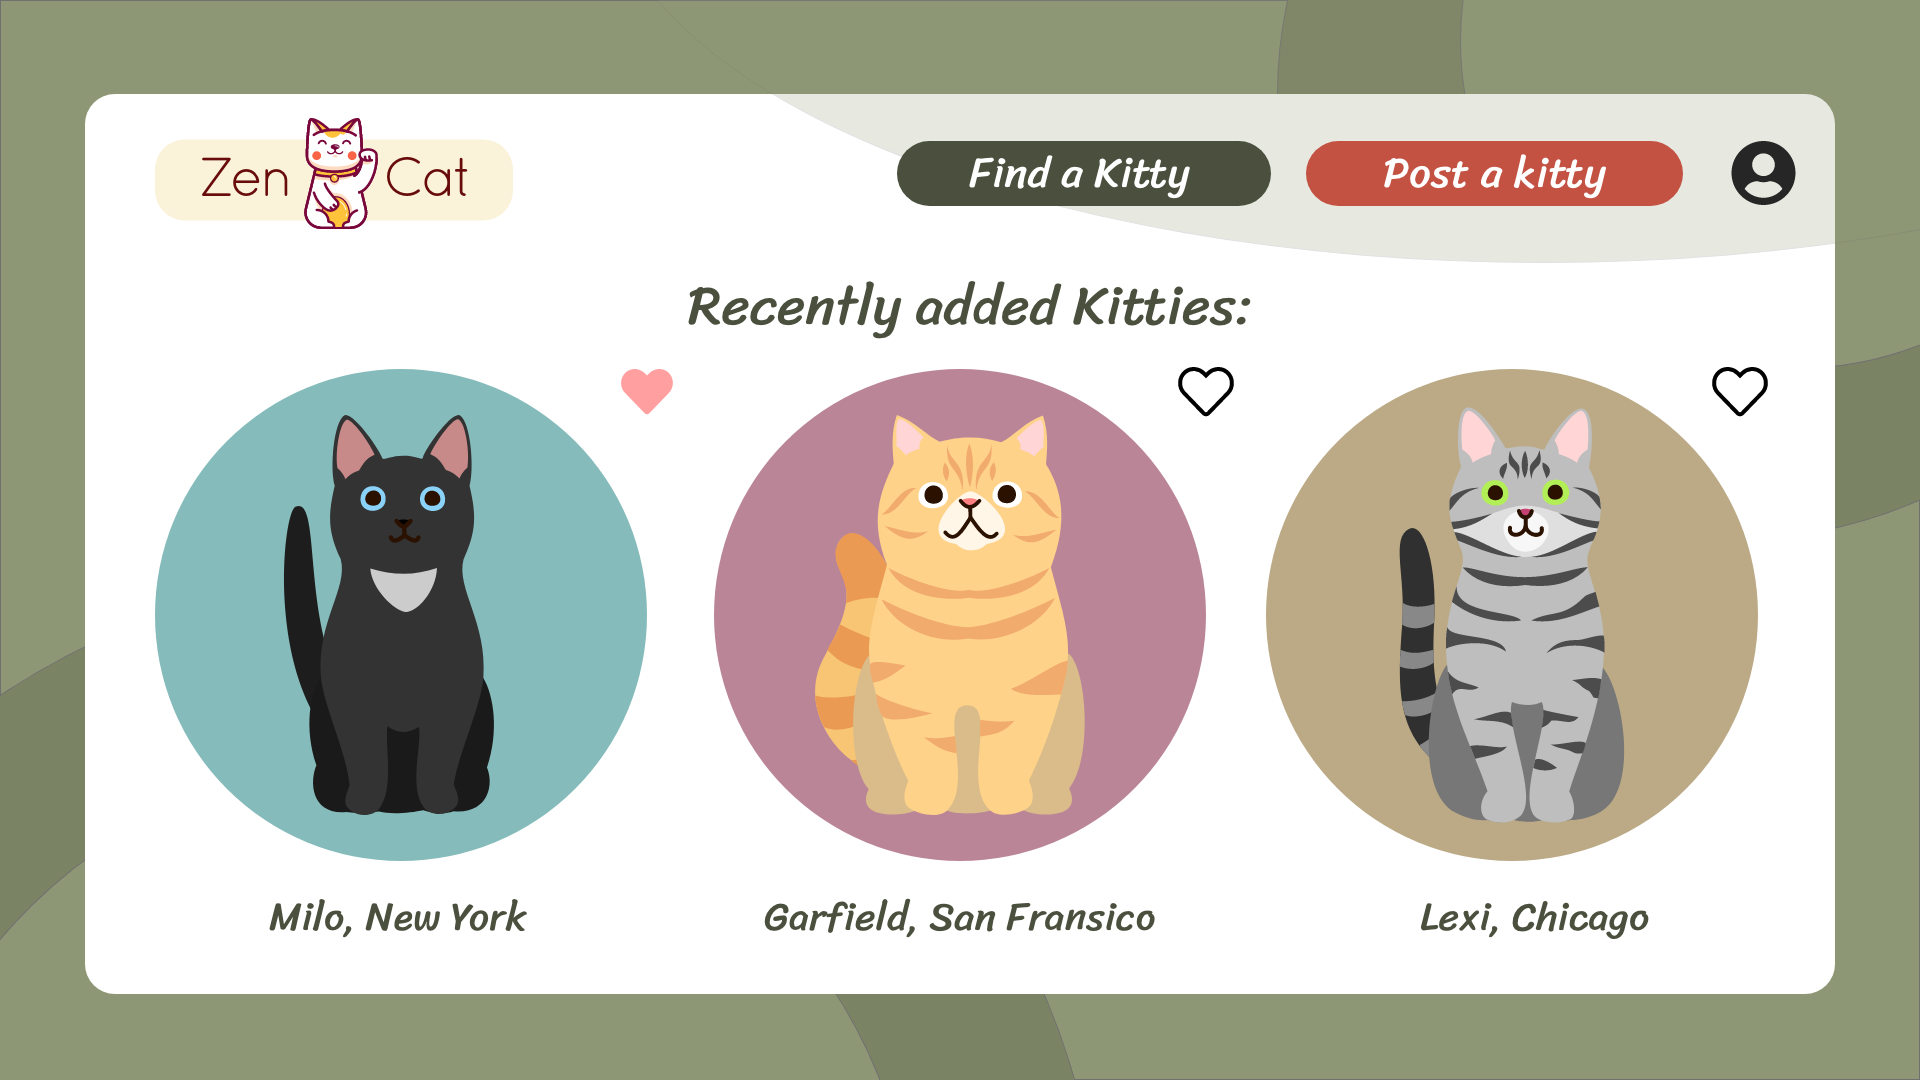 Zen Cat
Find a Kitty
Post a kitty
Recently added Kitties:
Milo, New York
Garfield, San Fransico
Lexi, Chicago